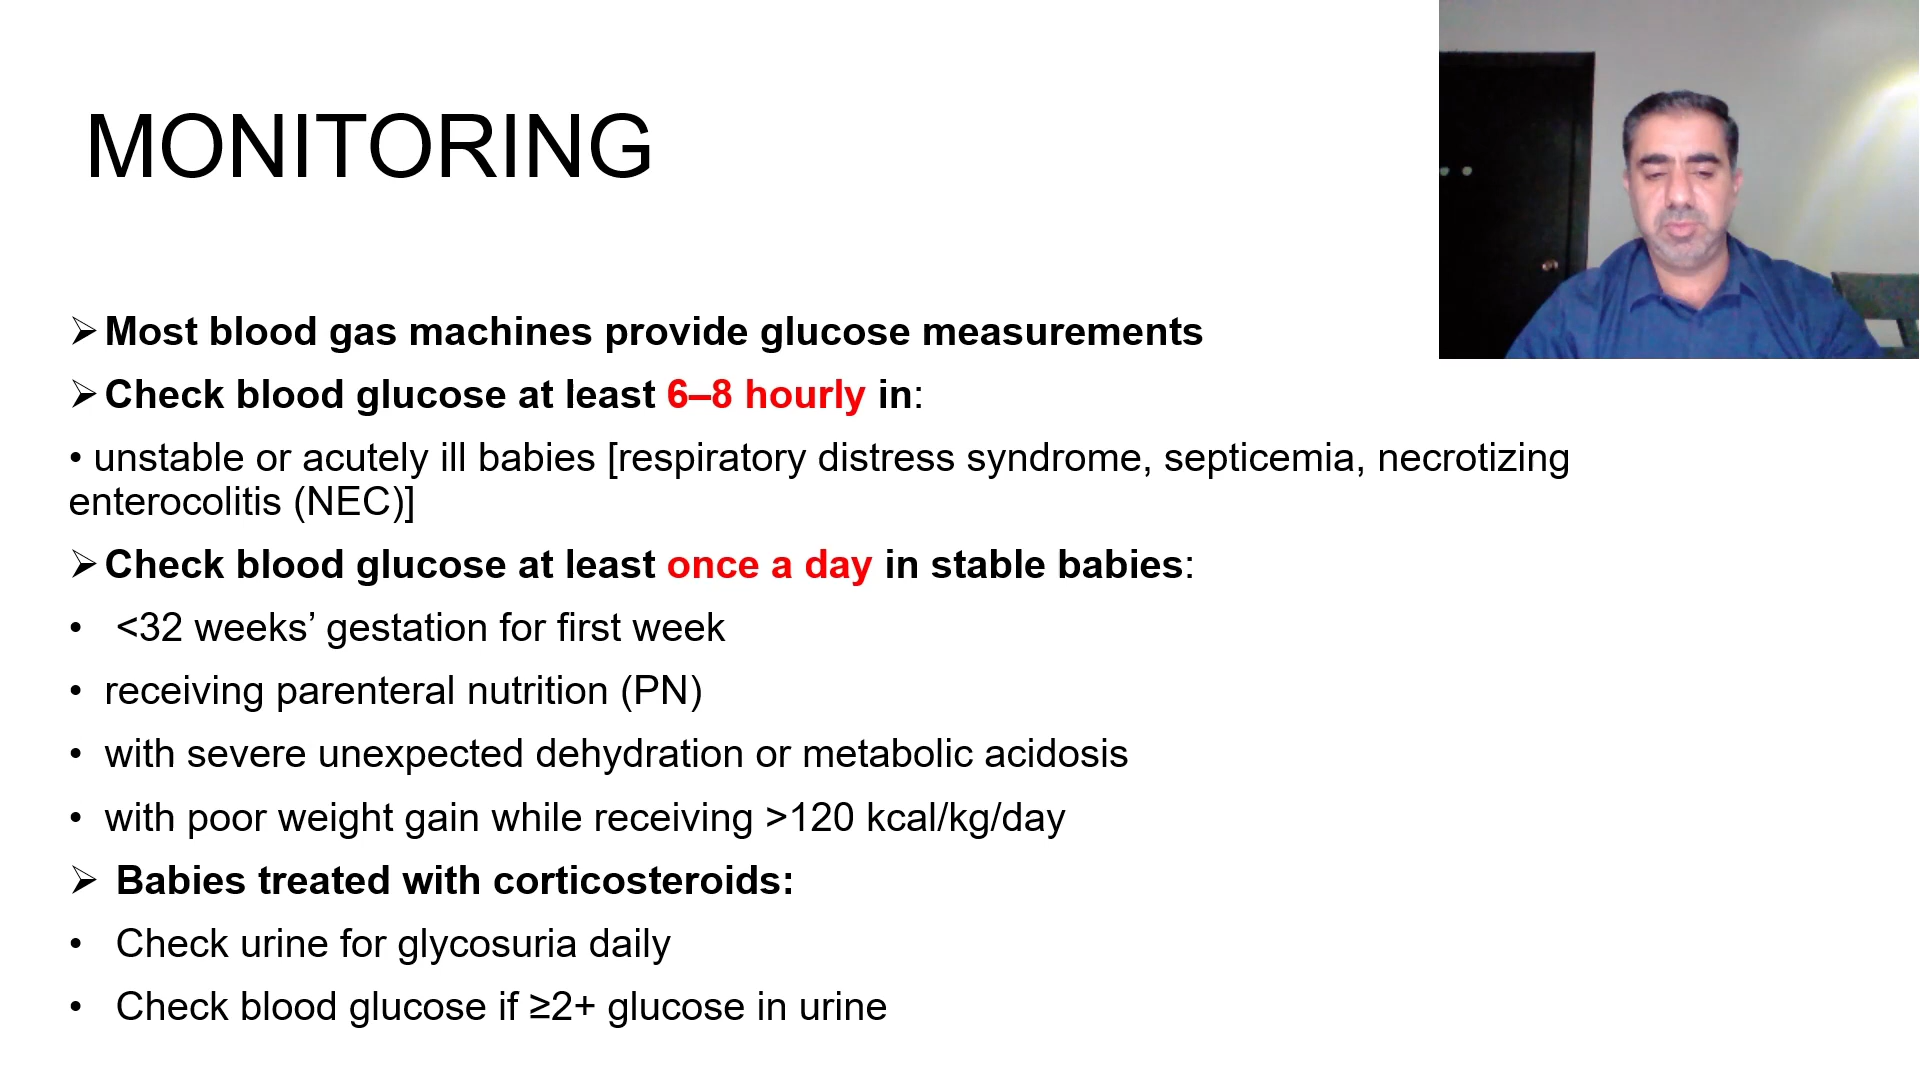 MONITORING
➢ Most blood gas machines provide glucose measurements
➢ Check blood glucose at least 6–8 hourly in:
• unstable or acutely ill babies [respiratory distress syndrome, septicemia, necrotizing
enterocolitis (NEC)]
➢ Check blood glucose at least once a day in stable babies:
• <32 weeks’ gestation for first week
• receiving parenteral nutrition (PN)
• with severe unexpected dehydration or metabolic acidosis
• with poor weight gain while receiving >120 kcal/kg/day
➢ Babies treated with corticosteroids:
• Check urine for glycosuria daily
• Check blood glucose if ≥2+ glucose in urine